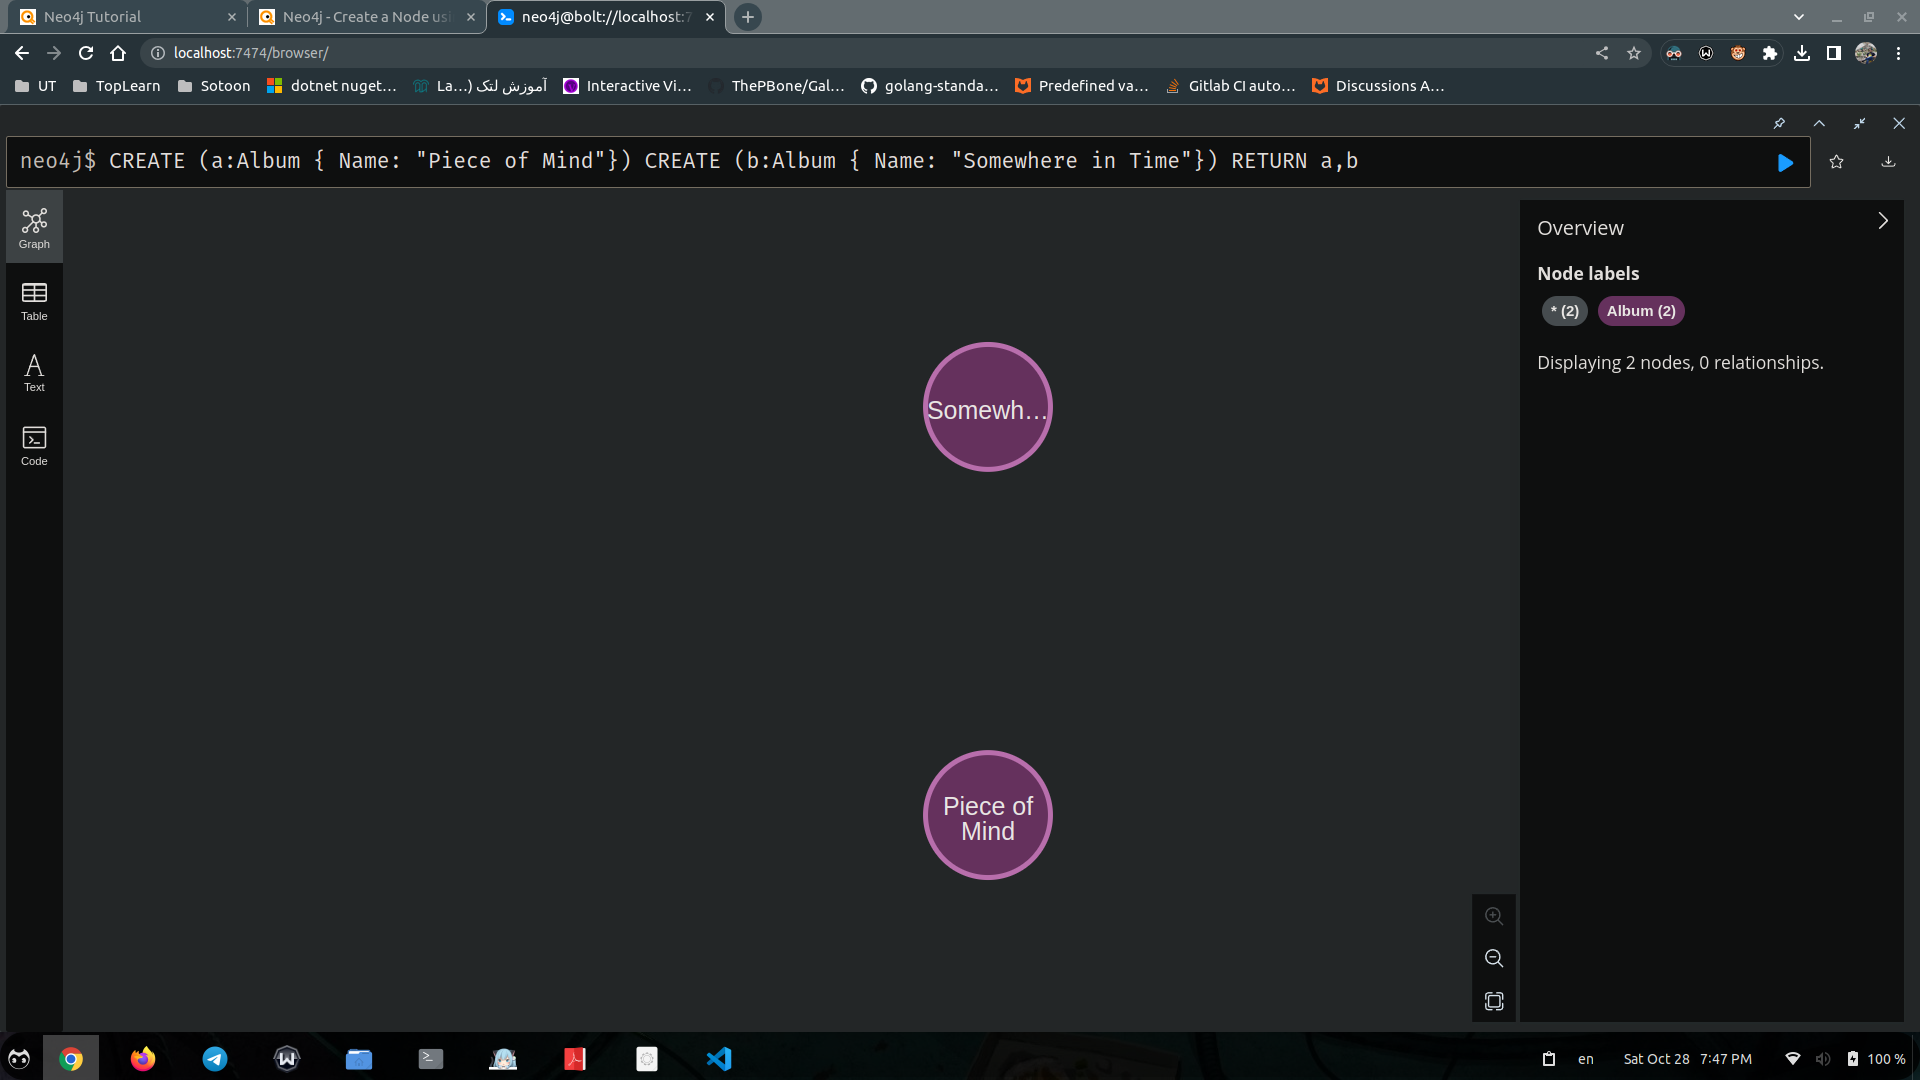 Neo4j Tutorial
Neo4j - Create a Node usi
neo4j@bolt://localhost:7
localhost:7474/browser/
UT
TopLearn
Sotoon
dotnet nuget...
آموزش لتک (La...
Interactive Vi...
ThePBone/Gal...
golang-standa...
Predefined va...
Gitlab CI auto...
Discussions A...
neo4j$ CREATE (a:Album { Name: "Piece of Mind"}) CREATE (b:Album { Name: "Somewhere in Time"}) RETURN a,b
Graph
Table
Text
Code
Somewh...
Piece of
Mind
Overview
Node labels
* (2)
Album (2)
Displaying 2 nodes, 0 relationships.
en
Sat Oct 28 7:47 PM
100 %